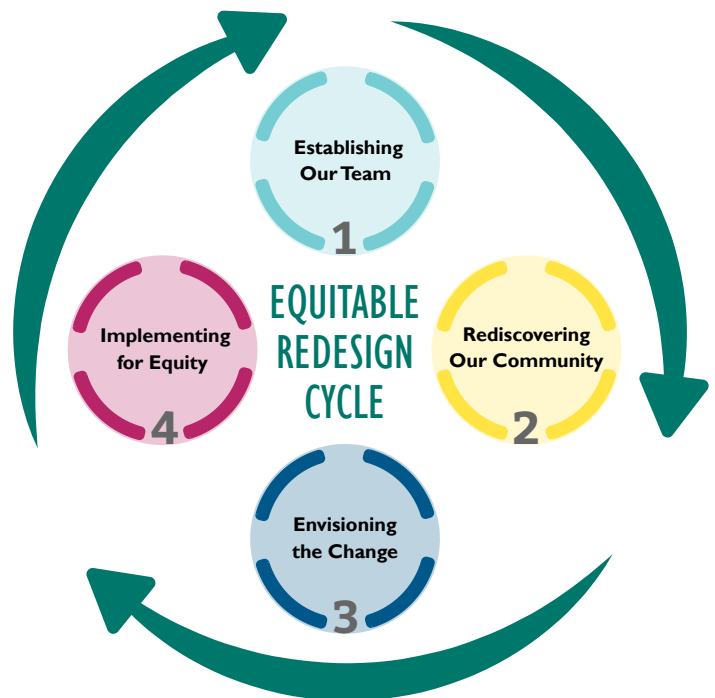 Establishing
Our Team
1
EQUITABLE
REDESIGN
CYCLE
Rediscovering
Our Community
2
Envisioning
the Change
3
Implementing
for Equity
4